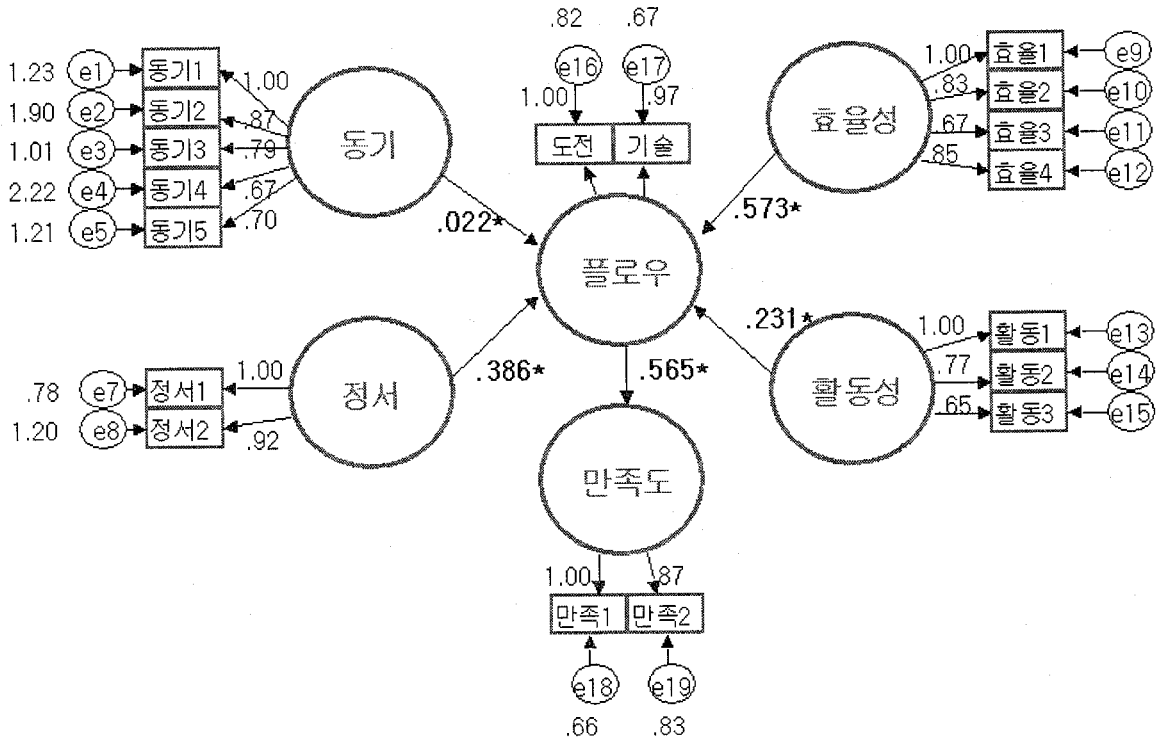 .82 .67
e16 e17
1.00 .97
도전 기술
1.23 e1 동기1 1.00
1.90 e2 동기2 .87
1.01 e3 동기3 .79
2.22 e4 동기4 .67
1.21 e5 동기5 .70
동기
1.00 효율1 e9
.83 효율2 e10
.67 효율3 e11
.85 효율4 e12
효율성
.022*
.573*
플로우
.78 e7 정서1 1.00
1.20 e8 정서2 .92
정서
.386*
.565*
.231*
1.00 활동1 e13
.77 활동2 e14
.65 활동3 e15
활동성
만족도
1.00 .87
만족1 만족2
e18 e19
.66 .83